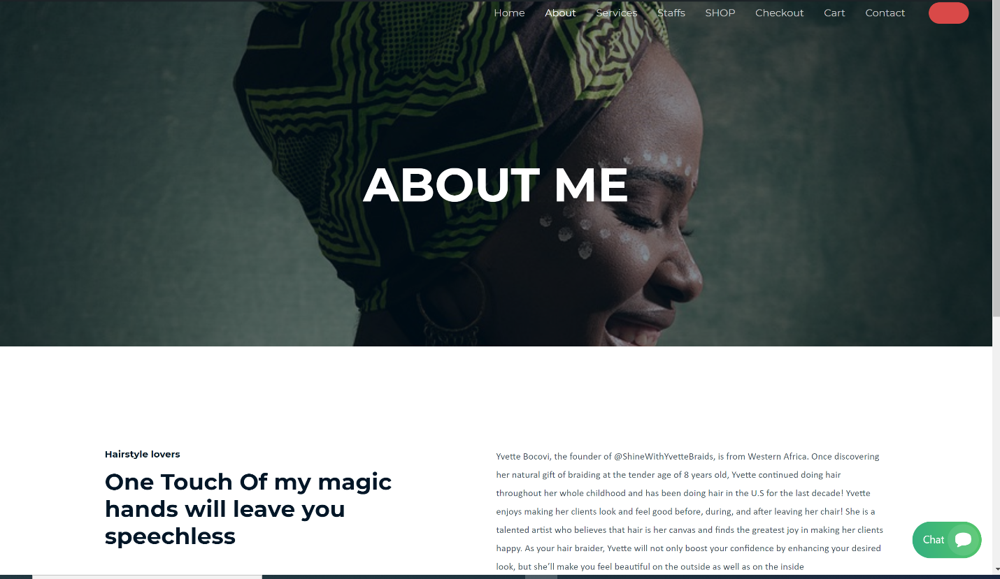 Home About Services Staffs SHOP Checkout Cart Contact
ABOUT ME
Hairstyle lovers
One Touch Of my magic
hands will leave you
speechless
Yvette Bocovi, the founder of @ShineWithYvetteBraids, is from Western Africa. Once discovering
her natural gift of braiding at the tender age of 8 years old, Yvette continued doing hair
throughout her whole childhood and has been doing hair in the U.S for the last decade! Yvette
enjoys making her clients look and feel good before, during, and after leaving her chair! She is a
talented artist who believes that hair is her canvas and finds the greatest joy in making her clients
happy. As your hair braider, Yvette will not only boost your confidence by enhancing your desired
look, but she’ll make you feel beautiful on the outside as well as on the inside
Chat